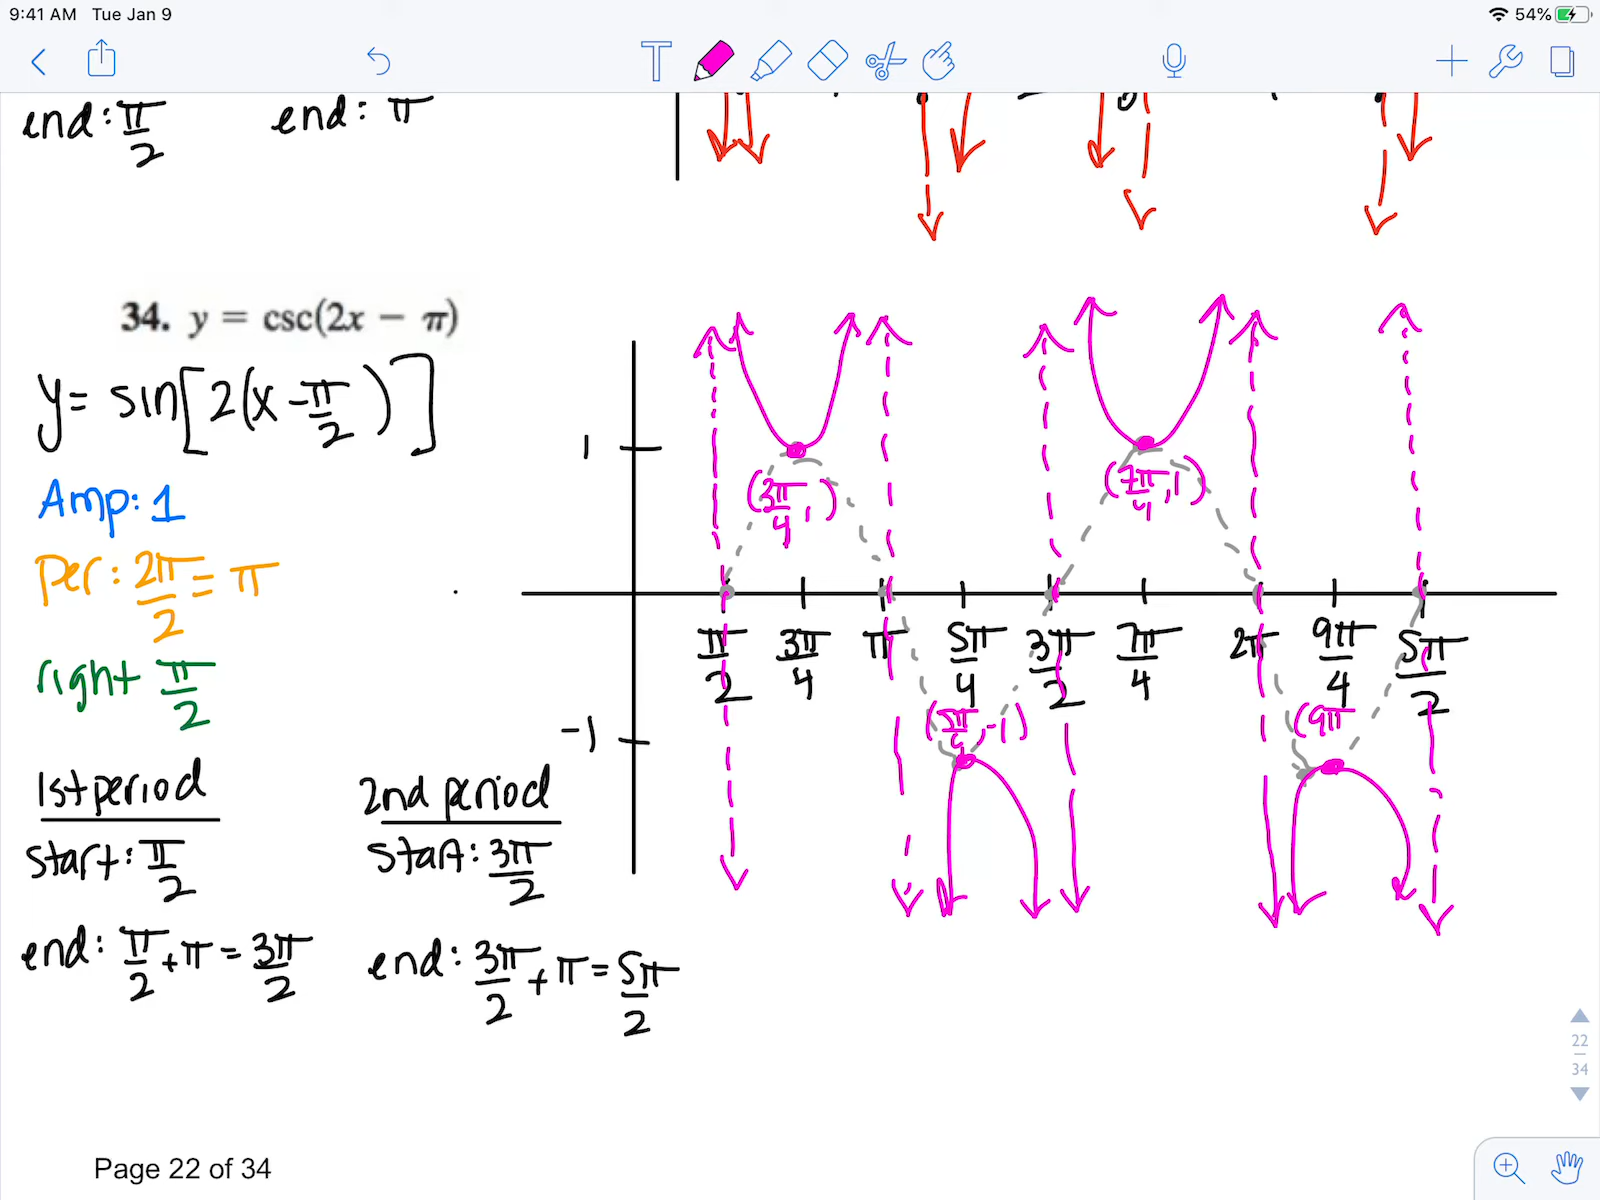 9:41 AM Tue Jan 9
54%
T
end: π/2
end: π
34. y = csc(2x − π)
y= sin[2(x-π/2)]
Amp: 1
Per: 2π/2 = π
right π/2
1st period
start: π/2
end: π/2 + π = 3π/2
2nd period
start: 3π/2
end: 3π/2 + π = 5π/2
1
-1
π/2 3π/4 π 5π/4 3π/2 7π/4 2π 9π/4 5π/2
(3π/4, 1)
(7π/4, 1)
(5π/4, -1)
(9π
22
34
Page 22 of 34